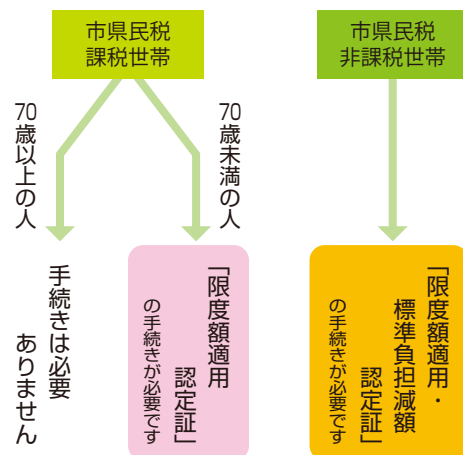 市県民税
課税世帯
70歳以上の人
手続きは必要
ありません
70歳未満の人
「限度額適用
認定証」
の手続きが必要です
市県民税
非課税世帯
「限度額適用・
標準負担減額
認定証」
の手続きが必要です